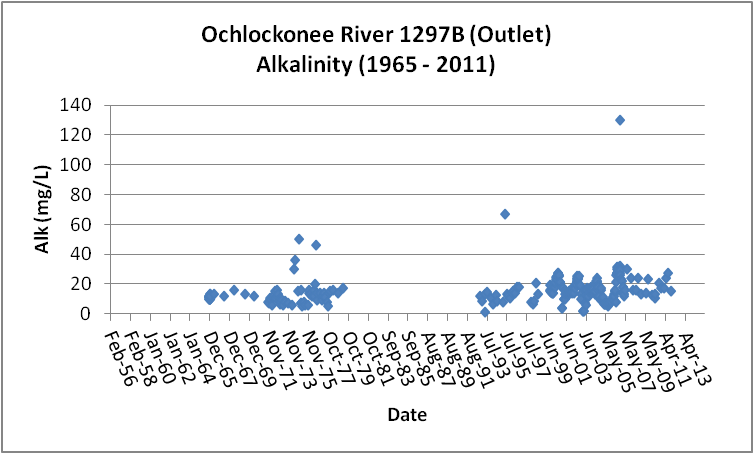 Ochlockonee River 1297B (Outlet)
Alkalinity (1965 - 2011)
Alk (mg/L)
140
120
100
80
60
40
20
0
Feb-56
Feb-58
Jan-60
Jan-62
Jan-64
Dec-65
Dec-67
Dec-69
Nov-71
Nov-73
Nov-75
Oct-77
Oct-79
Oct-81
Sep-83
Sep-85
Aug-87
Aug-89
Aug-91
Jul-93
Jul-95
Jul-97
Jun-99
Jun-01
Jun-03
May-05
May-07
May-09
Apr-11
Apr-13
Date